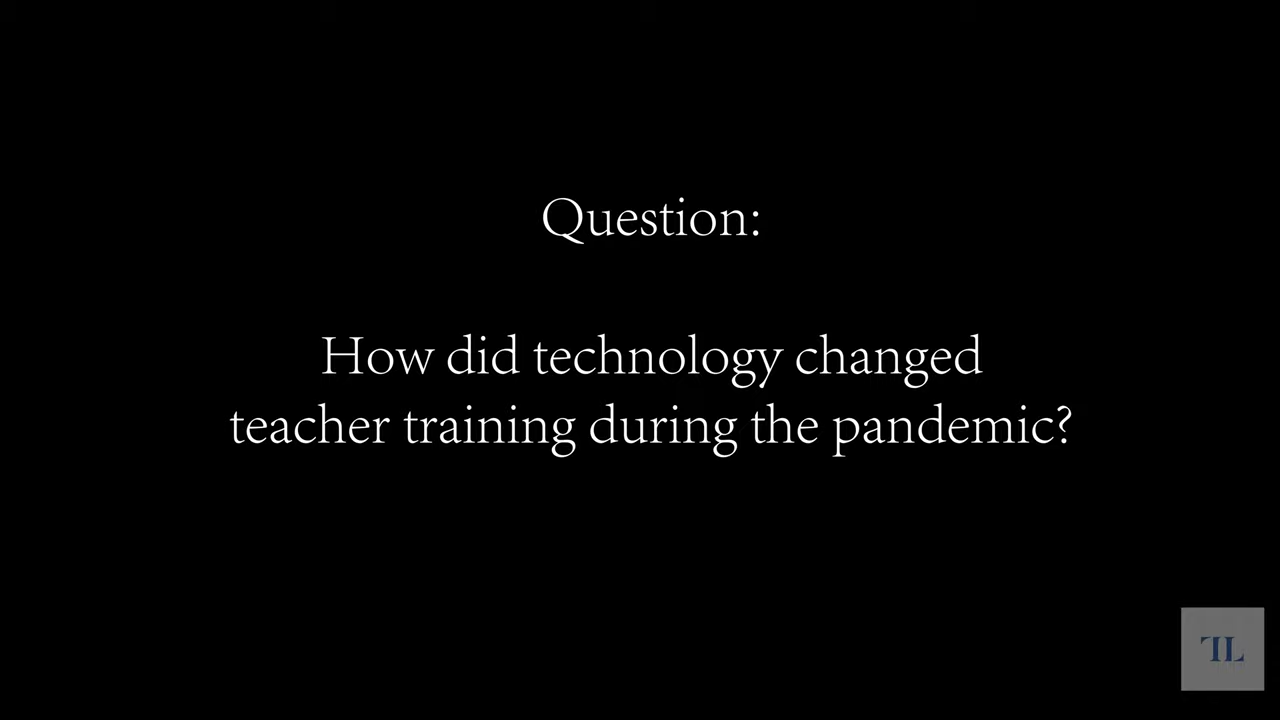 Question:
How did technology changed
teacher training during the pandemic?
TL